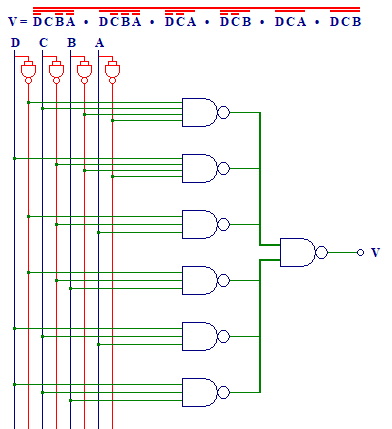 V = DCBA • DCBA • DCA • DCB • DCA • DCB
D C B A
V